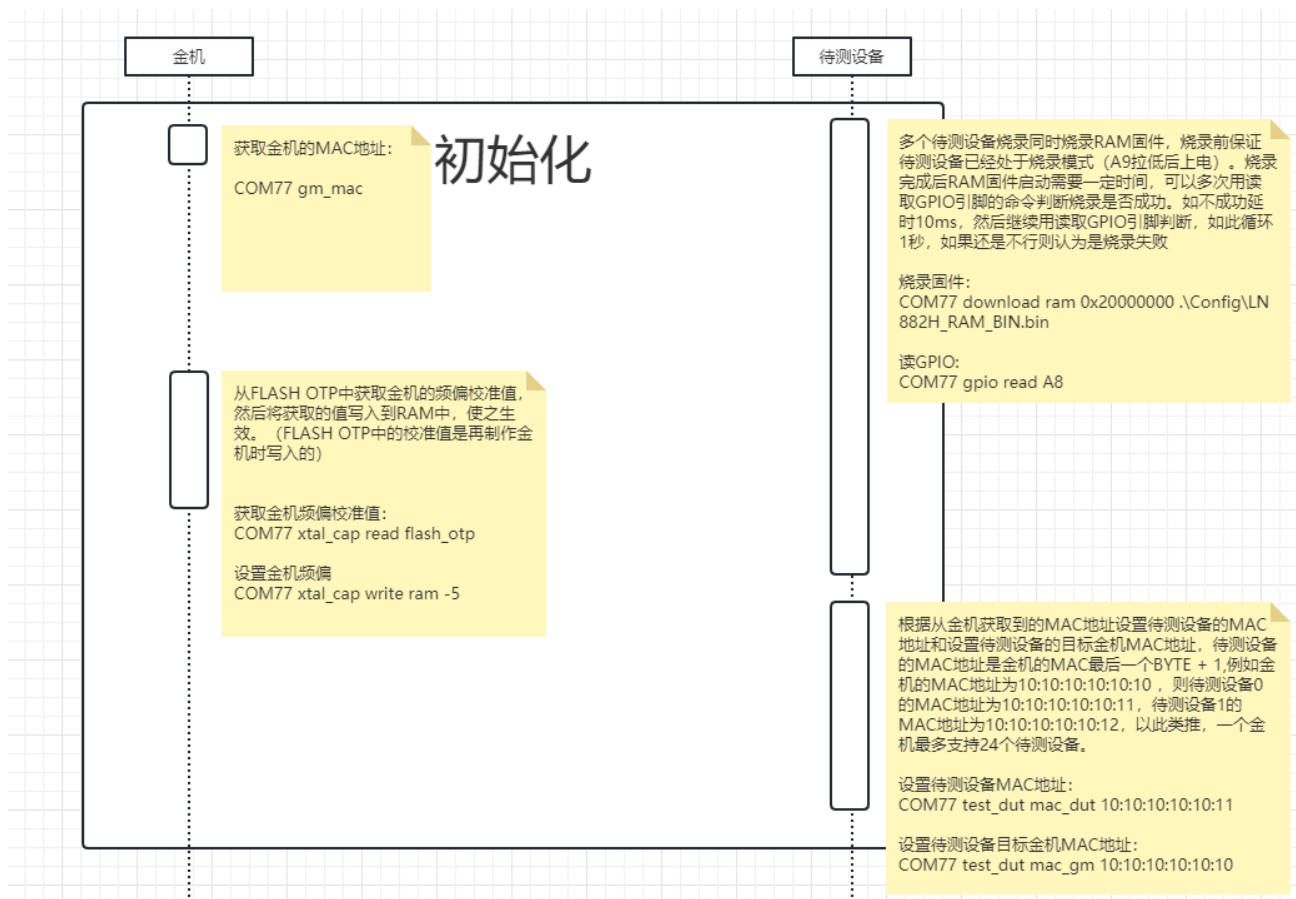 金机
待测设备
初始化
获取金机的MAC地址：
COM77 gm_mac
多个待测设备烧录同时烧录RAM固件，烧录前保证
待测设备已经处于烧录模式（A9拉低后上电）。烧录
完成后RAM固件启动需要一定时间，可以多次用读
取GPIO引脚的命令判断烧录是否成功。如不成功延
时10ms，然后继续用读取GPIO引脚判断，如此循环
1秒，如果还是不行则认为是烧录失败
烧录固件：
COM77 download ram 0x20000000 .\Config\LN
882H_RAM_BIN.bin
读GPIO:
COM77 gpio read A8
从FLASH OTP中获取金机的频偏校准值，
然后将获取的值写入到RAM中，使之生
效。（FLASH OTP中的校准值是再制作金
机时写入的）
获取金机频偏校准值：
COM77 xtal_cap read flash_otp
设置金机频偏
COM77 xtal_cap write ram -5
根据从金机获取到的MAC地址设置待测设备的MAC
地址和设置待测设备的目标金机MAC地址，待测设备
的MAC地址是金机的MAC最后一个BYTE + 1,例如金
机的MAC地址为10:10:10:10:10:10 ，则待测设备0
的MAC地址为10:10:10:10:10:11，待测设备1的
MAC地址为10:10:10:10:10:12，以此类推，一个金
机最多支持24个待测设备。
设置待测设备MAC地址：
COM77 test_dut mac_dut 10:10:10:10:10:11
设置待测设备目标金机MAC地址：
COM77 test_dut mac_gm 10:10:10:10:10:10